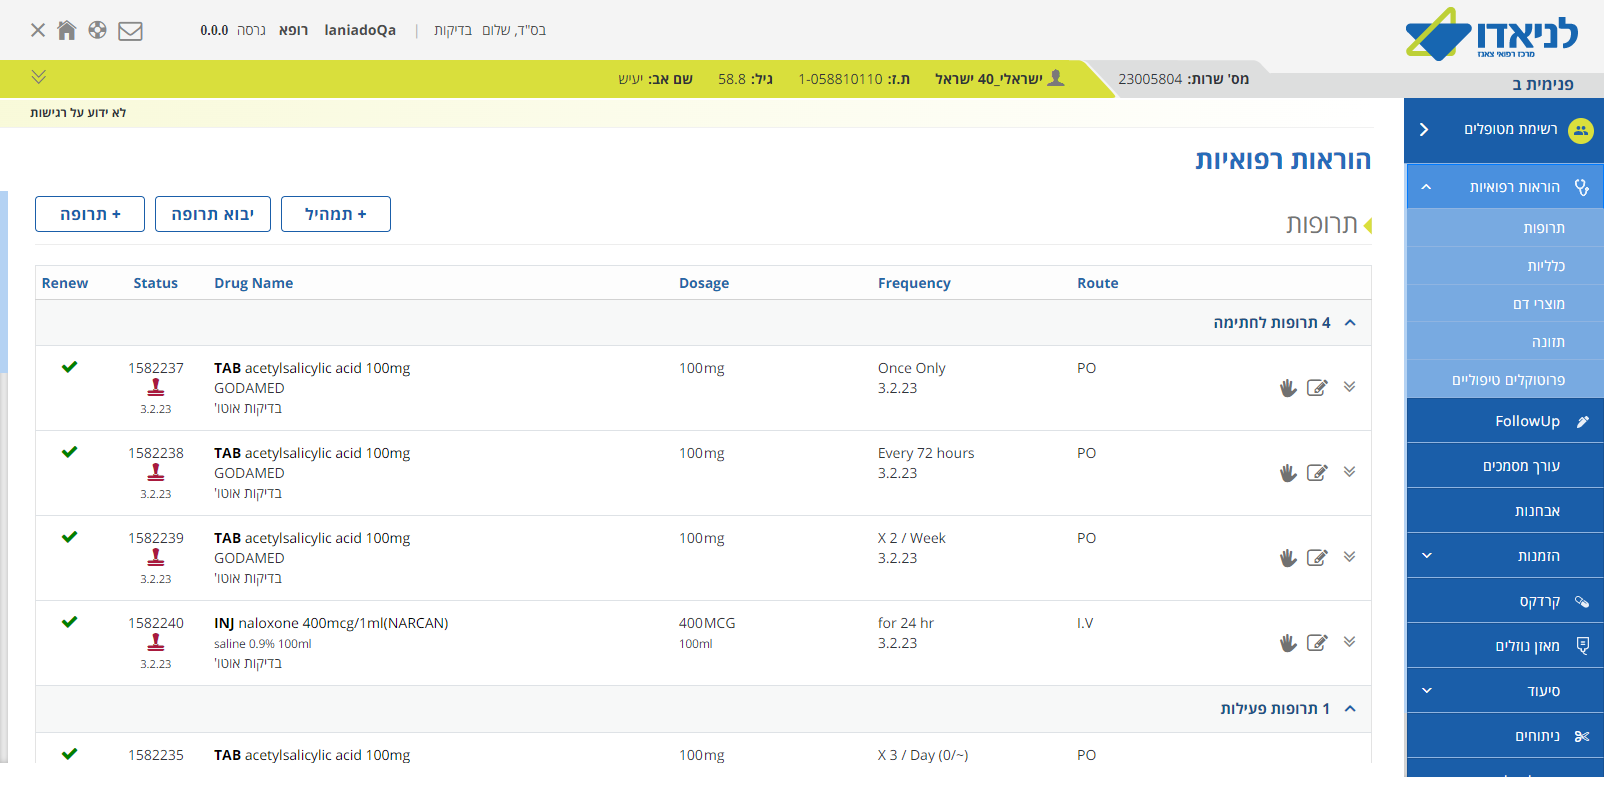 לניאדו
מרכז רפואי צאנז
בס"ד, שלום בדיקות | laniadoQa רופא גרסה 0.0.0
פנימית ב
מס' שרות: 23005804
ישראלי_40 ישראל ת.ז: 1-058810110 גיל: 58.8 שם אב: יעיש
לא ידוע על רגישות
רשימת מטופלים
הוראות רפואיות
תרופות
כלליות
מוצרי דם
תזונה
פרוטוקלים טיפוליים
FollowUp
עורך מסמכים
אבחנות
הזמנות
קרדקס
מאזן נוזלים
סיעוד
ניתוחים
הוראות רפואיות
תרופות
+ תמהיל
יבוא תרופה
+ תרופה
Renew Status Drug Name Dosage Frequency Route
4 תרופות לחתימה
1582237 TAB acetylsalicylic acid 100mg 100mg Once Only PO
GODAMED 3.2.23
3.2.23 בדיקות אוטו'
1582238 TAB acetylsalicylic acid 100mg 100mg Every 72 hours PO
GODAMED 3.2.23
3.2.23 בדיקות אוטו'
1582239 TAB acetylsalicylic acid 100mg 100mg X 2 / Week PO
GODAMED 3.2.23
3.2.23 בדיקות אוטו'
1582240 INJ naloxone 400mcg/1ml(NARCAN) 400MCG for 24 hr I.V
saline 0.9% 100ml 100ml 3.2.23
3.2.23 בדיקות אוטו'
1 תרופות פעילות
1582235 TAB acetylsalicylic acid 100mg 100mg X 3 / Day (0/~) PO